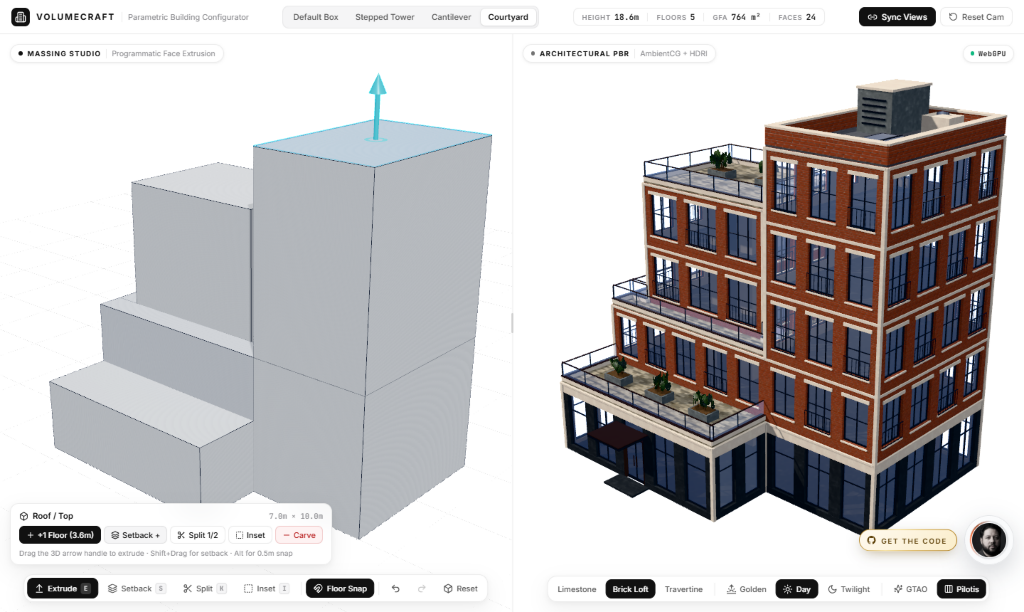 VOLUMECRAFT Parametric Building Configurator Default Box Stepped Tower Cantilever Courtyard HEIGHT 18.6m FLOORS 5 GFA 764 m² FACES 24 Sync Views Reset Cam
MASSING STUDIO Programmatic Face Extrusion
ARCHITECTURAL PBR AmbientCG + HDRI WebGPU
Roof / Top 7.0m × 10.0m
+1 Floor (3.6m) Setback + Split 1/2 Inset Carve
Drag the 3D arrow handle to extrude · Shift+Drag for setback · Alt for 0.5m snap
GET THE CODE
Extrude E Setback S Split K Inset I Floor Snap Reset
Limestone Brick Loft Travertine Golden Day Twilight GTAO Pilotis